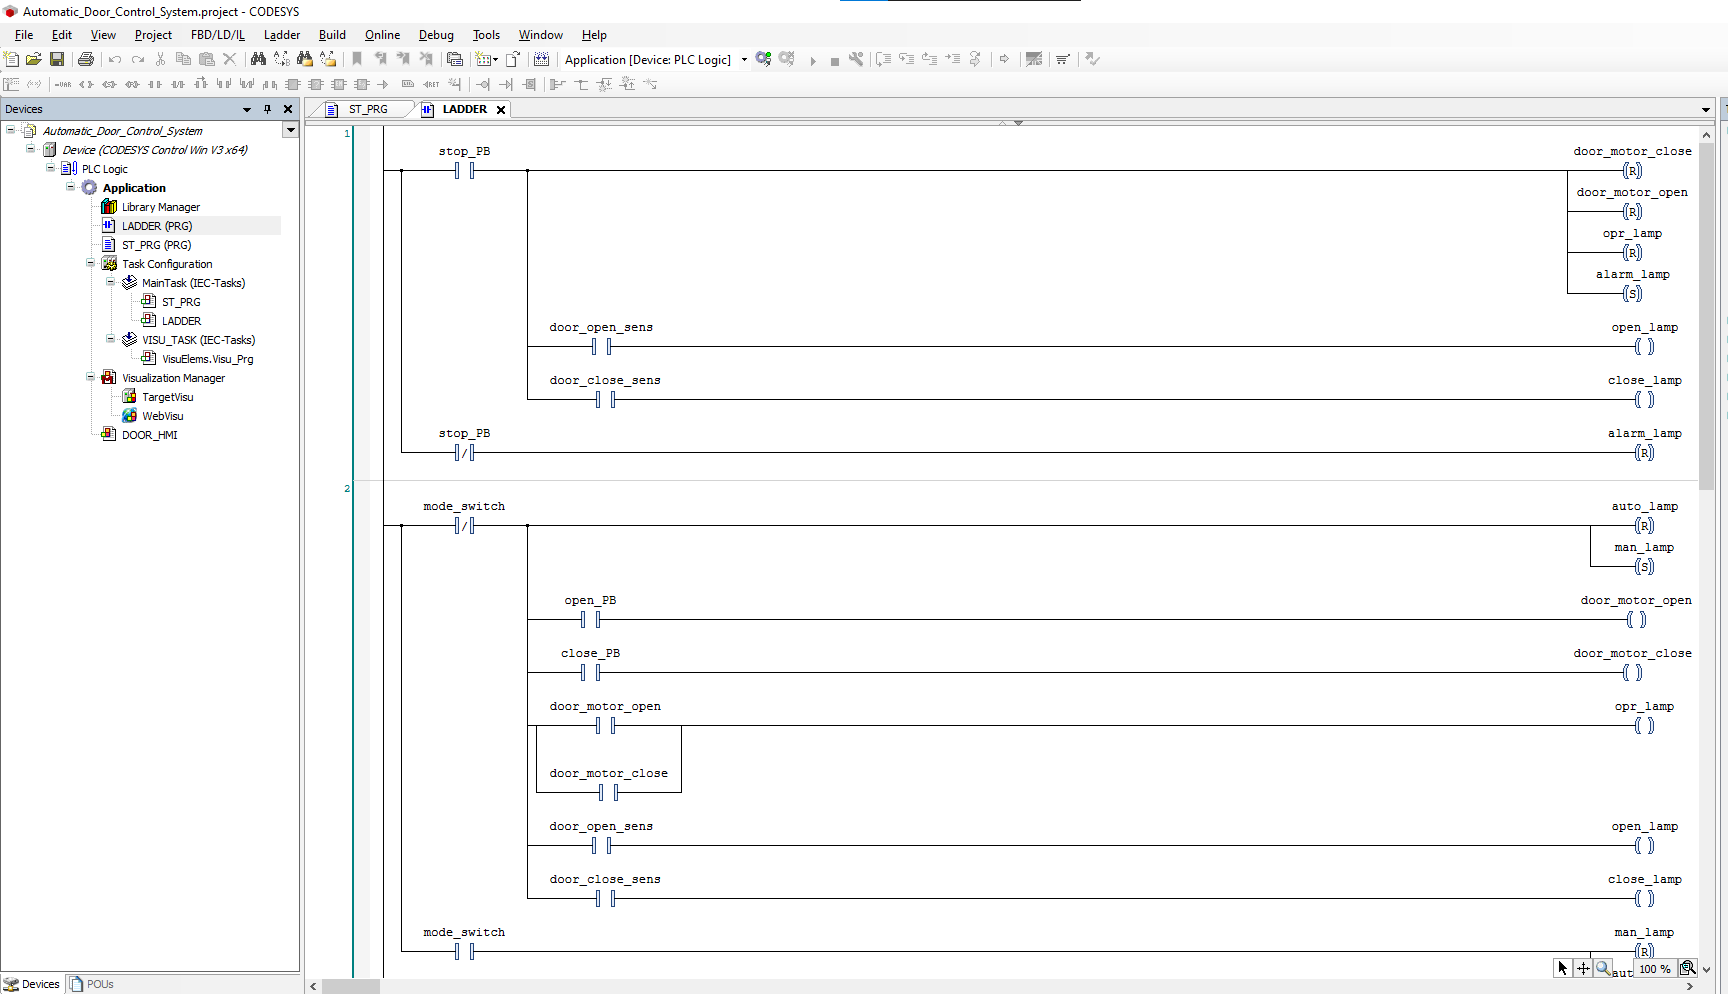 Automatic_Door_Control_System.project - CODESYS
File Edit View Project FBD/LD/IL Ladder Build Online Debug Tools Window Help
Application [Device: PLC Logic]
Devices
Automatic_Door_Control_System
Device (CODESYS Control Win V3 x64)
PLC Logic
Application
Library Manager
LADDER (PRG)
ST_PRG (PRG)
Task Configuration
MainTask (IEC-Tasks)
ST_PRG
LADDER
VISU_TASK (IEC-Tasks)
VisuElems.Visu_Prg
Visualization Manager
TargetVisu
WebVisu
DOOR_HMI
Devices POUs
ST_PRG LADDER
1
stop_PB door_motor_close
R
door_motor_open
R
opr_lamp
R
alarm_lamp
S
door_open_sens open_lamp
door_close_sens close_lamp
stop_PB alarm_lamp
/ R
2
mode_switch auto_lamp
/ R
man_lamp
S
open_PB door_motor_open
close_PB door_motor_close
door_motor_open opr_lamp
door_motor_close
door_open_sens open_lamp
door_close_sens close_lamp
mode_switch man_lamp
R
100 %